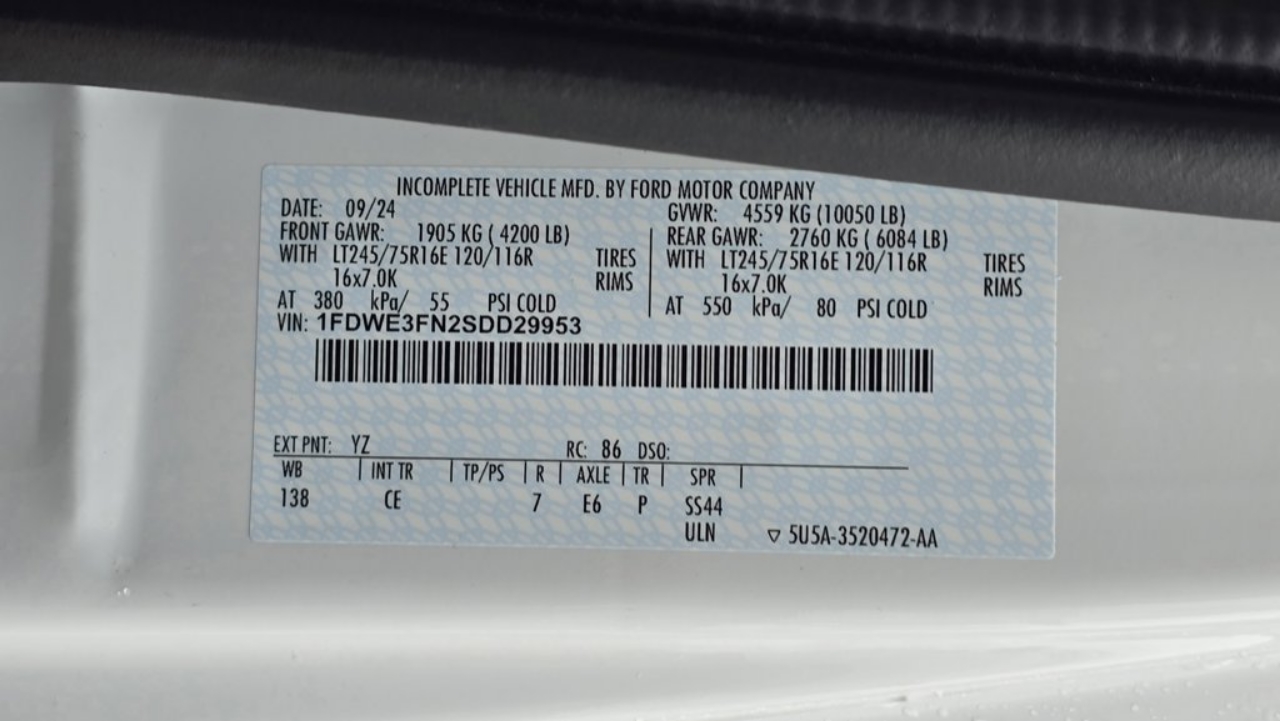 INCOMPLETE VEHICLE MFD. BY FORD MOTOR COMPANY
DATE: 09/24 GVWR: 4559 KG (10050 LB)
FRONT GAWR: 1905 KG ( 4200 LB) REAR GAWR: 2760 KG ( 6084 LB)
WITH LT245/75R16E 120/116R TIRES WITH LT245/75R16E 120/116R TIRES
16x7.0K RIMS 16x7.0K RIMS
AT 380 kPa/ 55 PSI COLD AT 550 kPa/ 80 PSI COLD
VIN: 1FDWE3FN2SDD29953
EXT PNT: YZ RC: 86 DSO:
WB INT TR TP/PS R AXLE TR SPR
138 CE 7 E6 P SS44
ULN ▽ 5U5A-3520472-AA